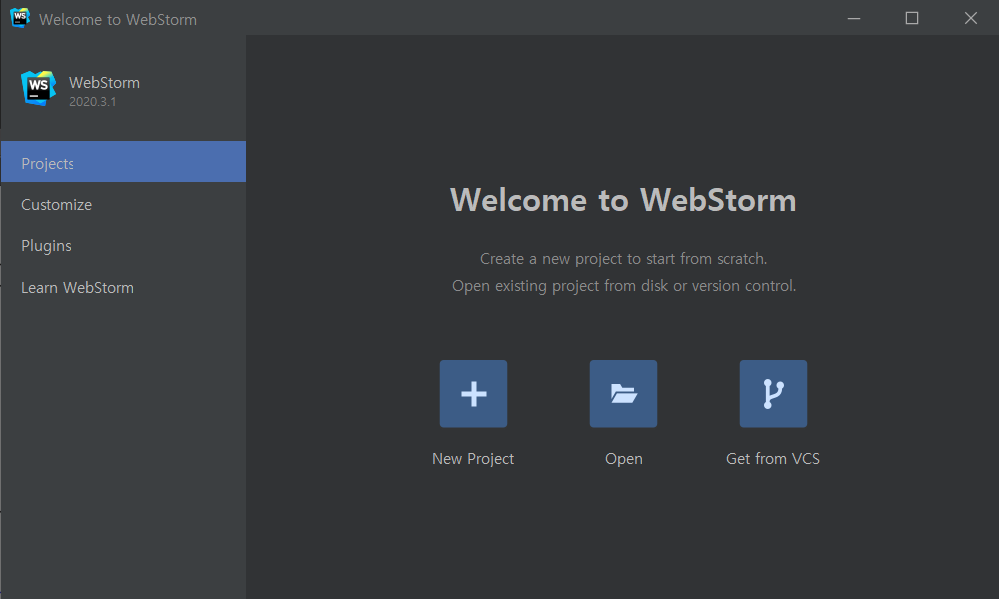 WS Welcome to WebStorm
WS WebStorm
2020.3.1
Projects
Customize
Plugins
Learn WebStorm
Welcome to WebStorm
Create a new project to start from scratch.
Open existing project from disk or version control.
New Project
Open
Get from VCS